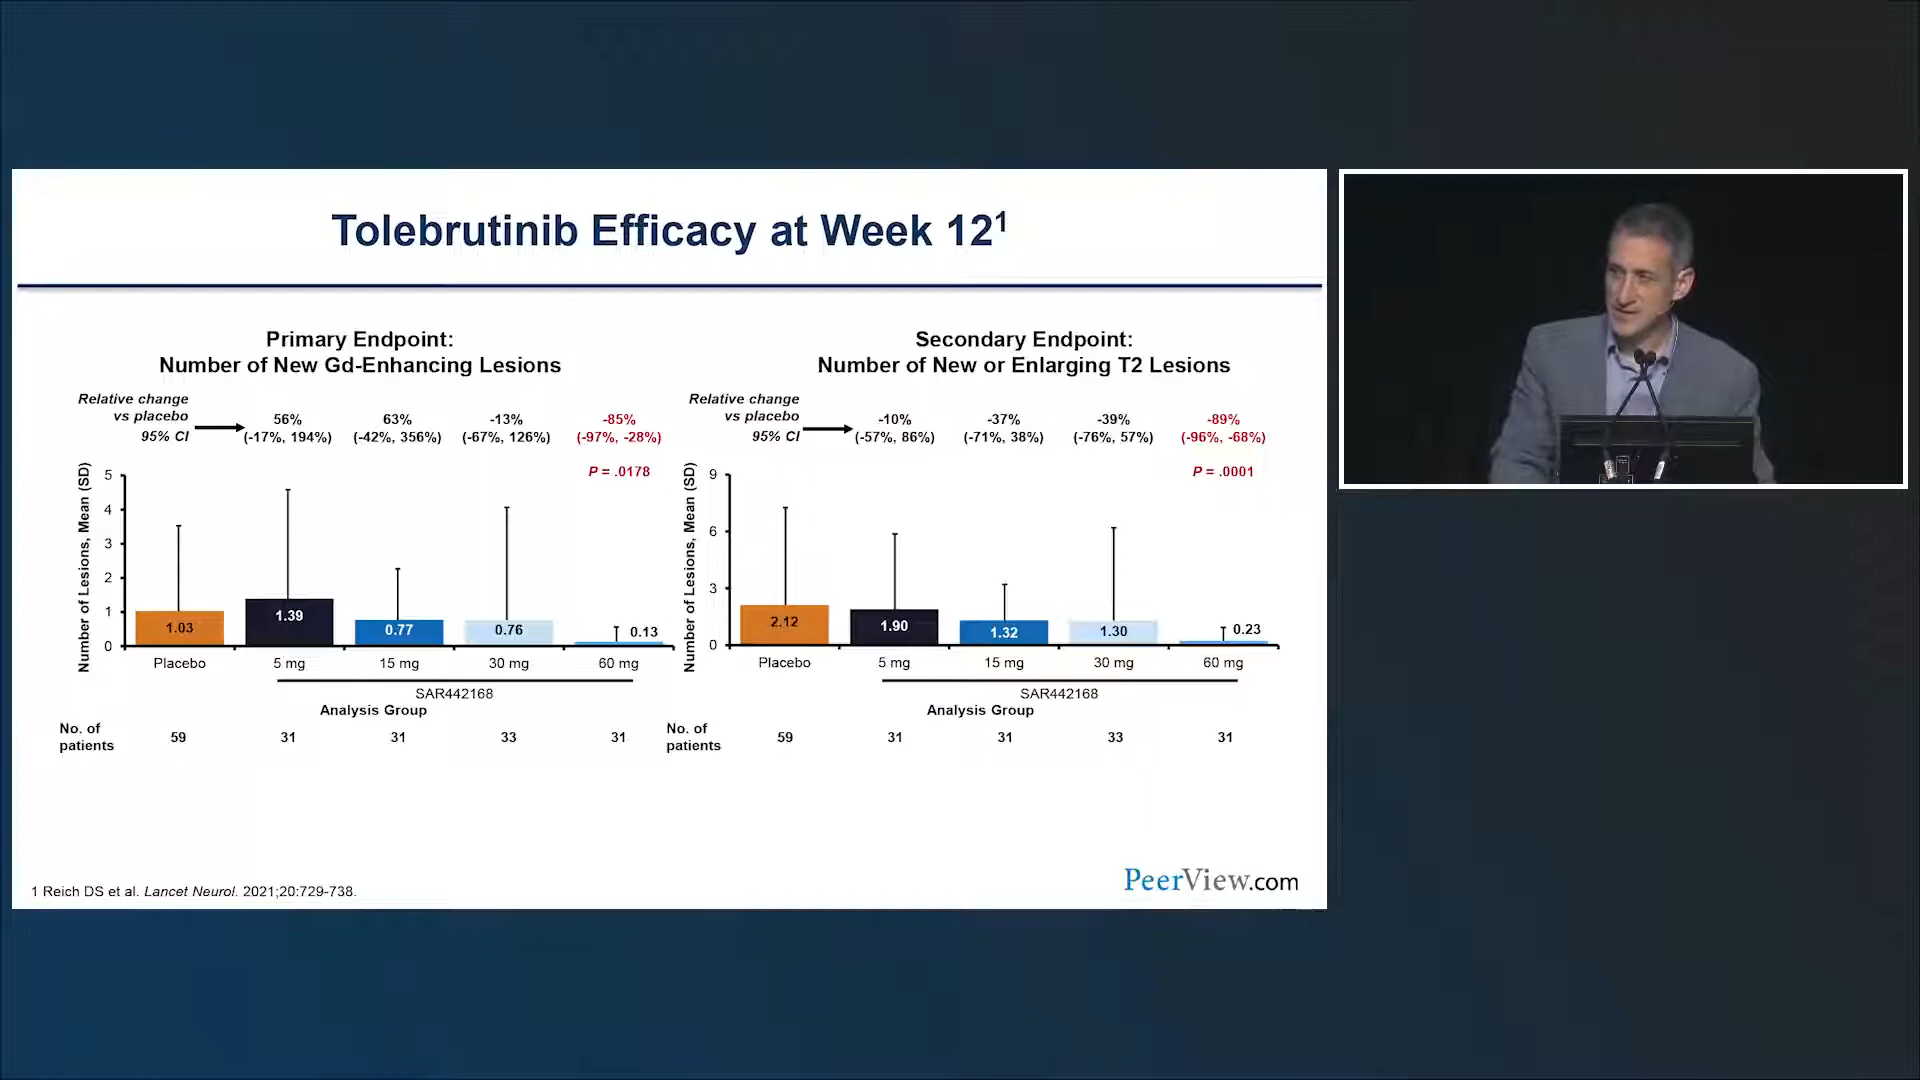 Tolebrutinib Efficacy at Week 12¹
Primary Endpoint:
Number of New Gd-Enhancing Lesions
Relative change
vs placebo
95% CI
56% 63% -13% -85%
(-17%, 194%) (-42%, 356%) (-67%, 126%) (-97%, -28%)
P = .0178
Number of Lesions, Mean (SD)
5
4
3
2
1
0
1.03 1.39 0.77 0.76 0.13
Placebo 5 mg 15 mg 30 mg 60 mg
SAR442168
Analysis Group
No. of
patients
59 31 31 33 31
Secondary Endpoint:
Number of New or Enlarging T2 Lesions
Relative change
vs placebo
95% CI
-10% -37% -39% -89%
(-57%, 86%) (-71%, 38%) (-76%, 57%) (-96%, -68%)
P = .0001
Number of Lesions, Mean (SD)
9
6
3
0
2.12 1.90 1.32 1.30 0.23
Placebo 5 mg 15 mg 30 mg 60 mg
SAR442168
Analysis Group
No. of
patients
59 31 31 33 31
1 Reich DS et al. Lancet Neurol. 2021;20:729-738.
PeerView.com